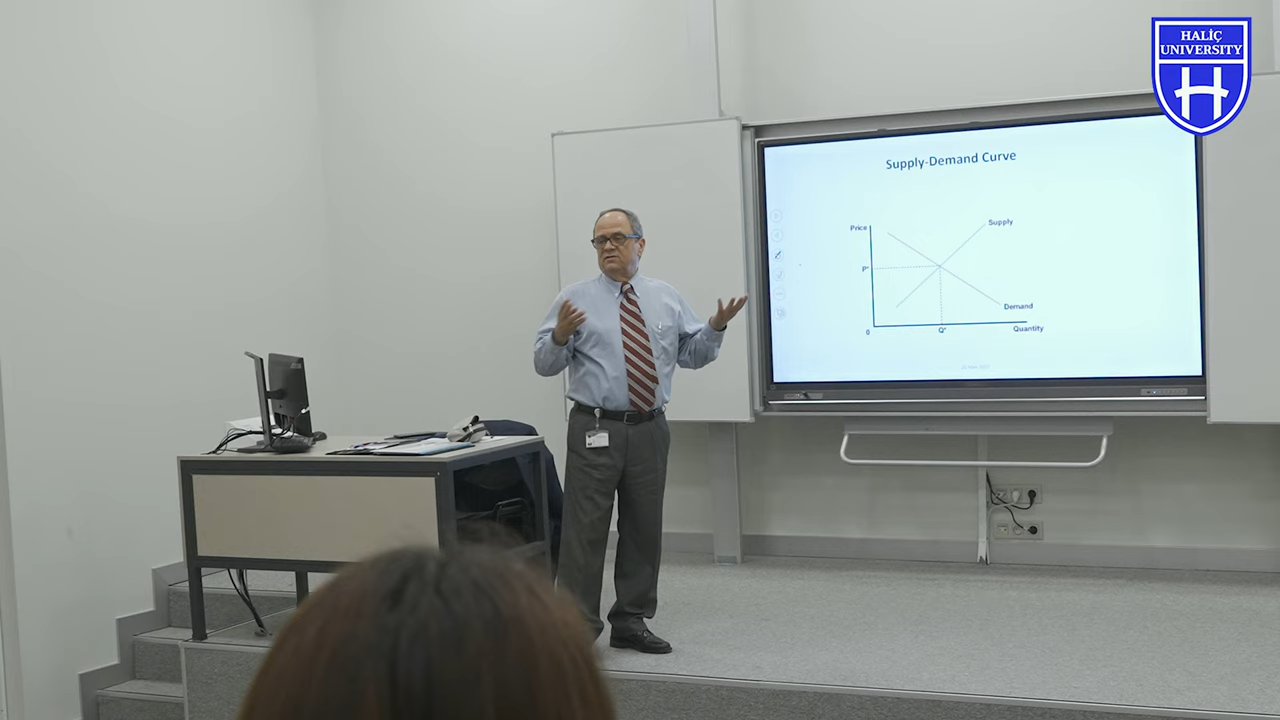 HALİÇ
UNIVERSITY
Supply-Demand Curve
Price
Supply
P*
Demand
0
Q*
Quantity